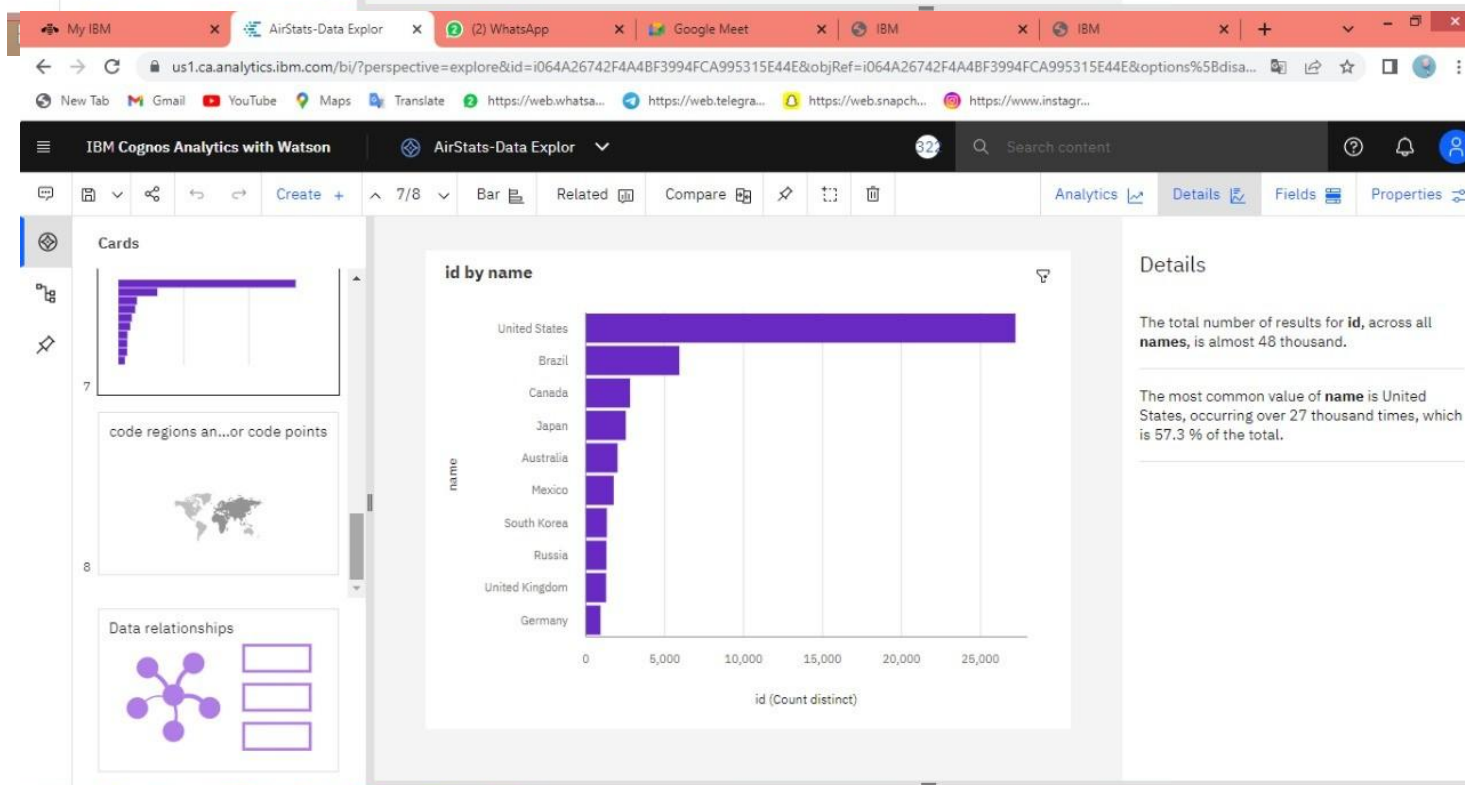 My IBM
AirStats-Data Explor
(2) WhatsApp
Google Meet
IBM
IBM
us1.ca.analytics.ibm.com/bi/?perspective=explore&id=i064A26742F4A4BF3994FCA995315E44E&objRef=i064A26742F4A4BF3994FCA995315E44E&options%5Bdisa...
New Tab Gmail YouTube Maps Translate https://web.whatsa... https://web.telegra... https://web.snapch... https://www.instagr...
IBM Cognos Analytics with Watson AirStats-Data Explor Search content
Create + 7/8 Bar Related Compare Analytics Details Fields Properties
Cards
7
code regions an...or code points
8
Data relationships
id by name
United States
Brazil
Canada
Japan
Australia
Mexico
South Korea
Russia
United Kingdom
Germany
name
0 5,000 10,000 15,000 20,000 25,000
id (Count distinct)
Details
The total number of results for id, across all
names, is almost 48 thousand.
The most common value of name is United
States, occurring over 27 thousand times, which
is 57.3 % of the total.